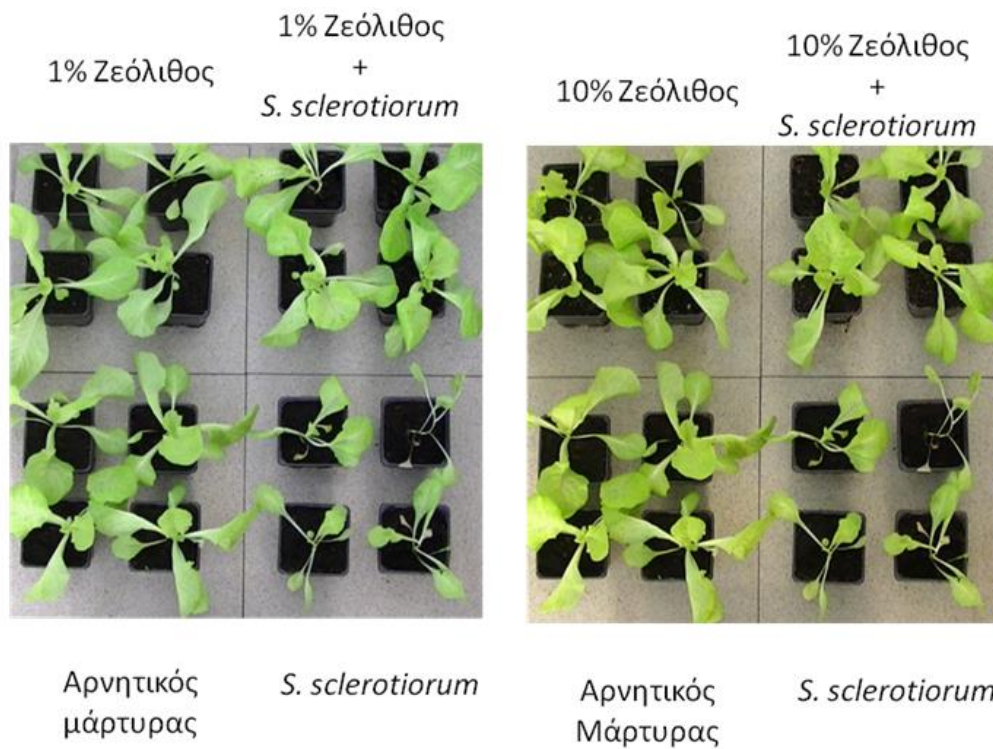 1% Ζεόλιθος
1% Ζεόλιθος
+
S. sclerotiorum
10% Ζεόλιθος
10% Ζεόλιθος
+
S. sclerotiorum
Αρνητικός
μάρτυρας
S. sclerotiorum
Αρνητικός
Μάρτυρας
S. sclerotiorum